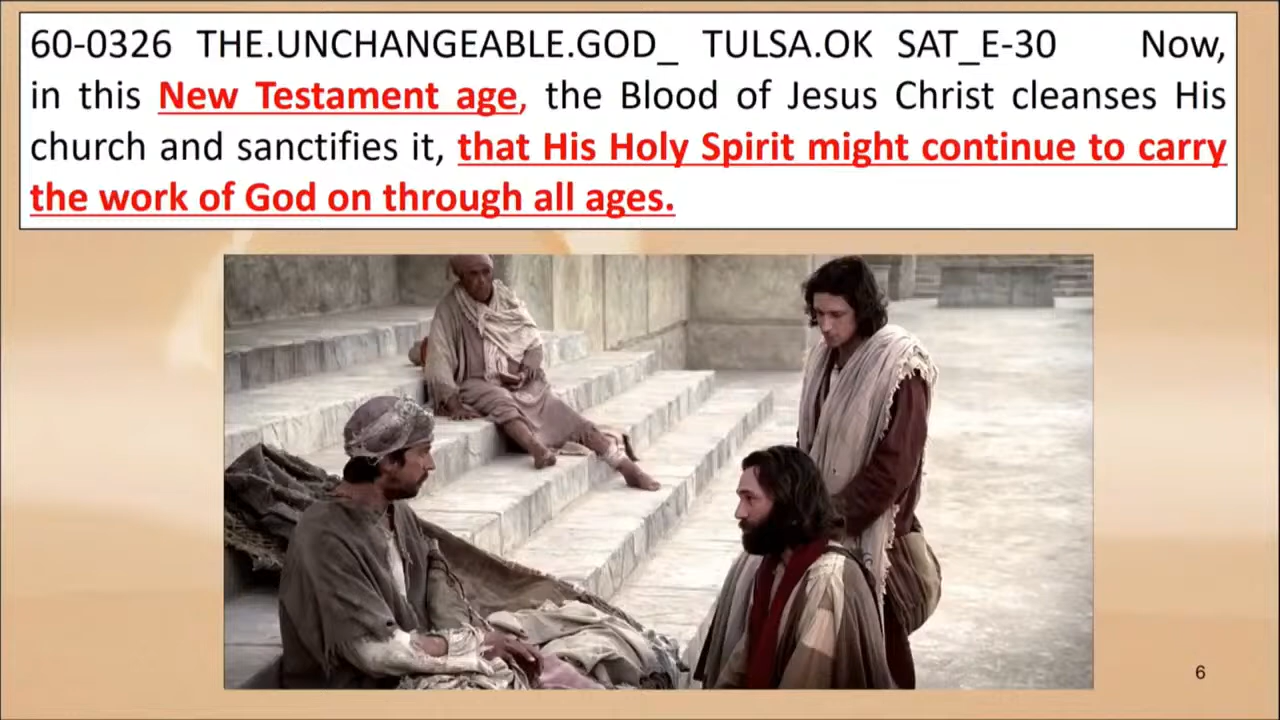 60-0326 THE.UNCHANGEABLE.GOD_ TULSA.OK SAT_E-30 Now,
in this New Testament age, the Blood of Jesus Christ cleanses His
church and sanctifies it, that His Holy Spirit might continue to carry
the work of God on through all ages.
6